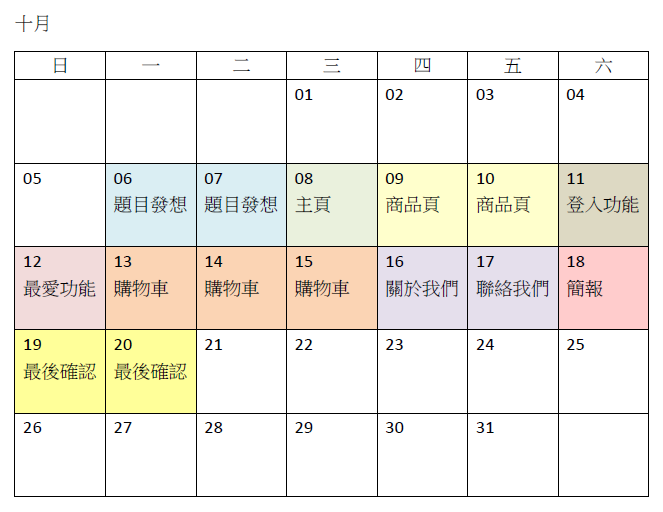 十月
日 一 二 三 四 五 六
01 02 03 04
05 06 07 08 09 10 11
題目發想 題目發想 主頁 商品頁 商品頁 登入功能
12 13 14 15 16 17 18
最愛功能 購物車 購物車 購物車 關於我們 聯絡我們 簡報
19 20 21 22 23 24 25
最後確認 最後確認
26 27 28 29 30 31